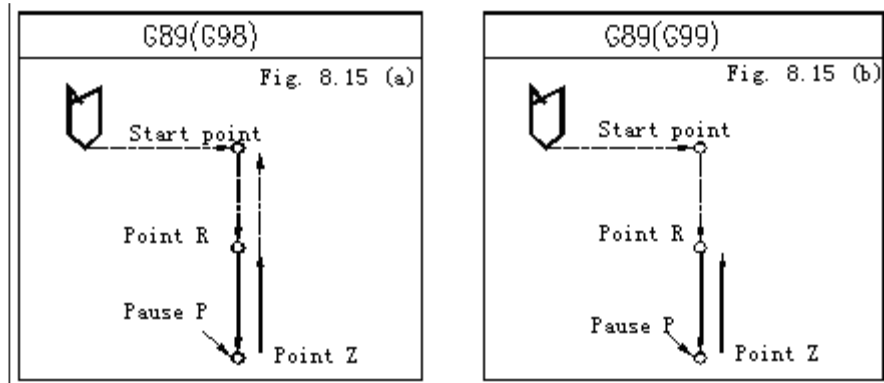 G89(G98)
Fig. 8.15 (a)
Start point
Point R
Pause P
Point Z
G89(G99)
Fig. 8.15 (b)
Start point
Point R
Pause P
Point Z